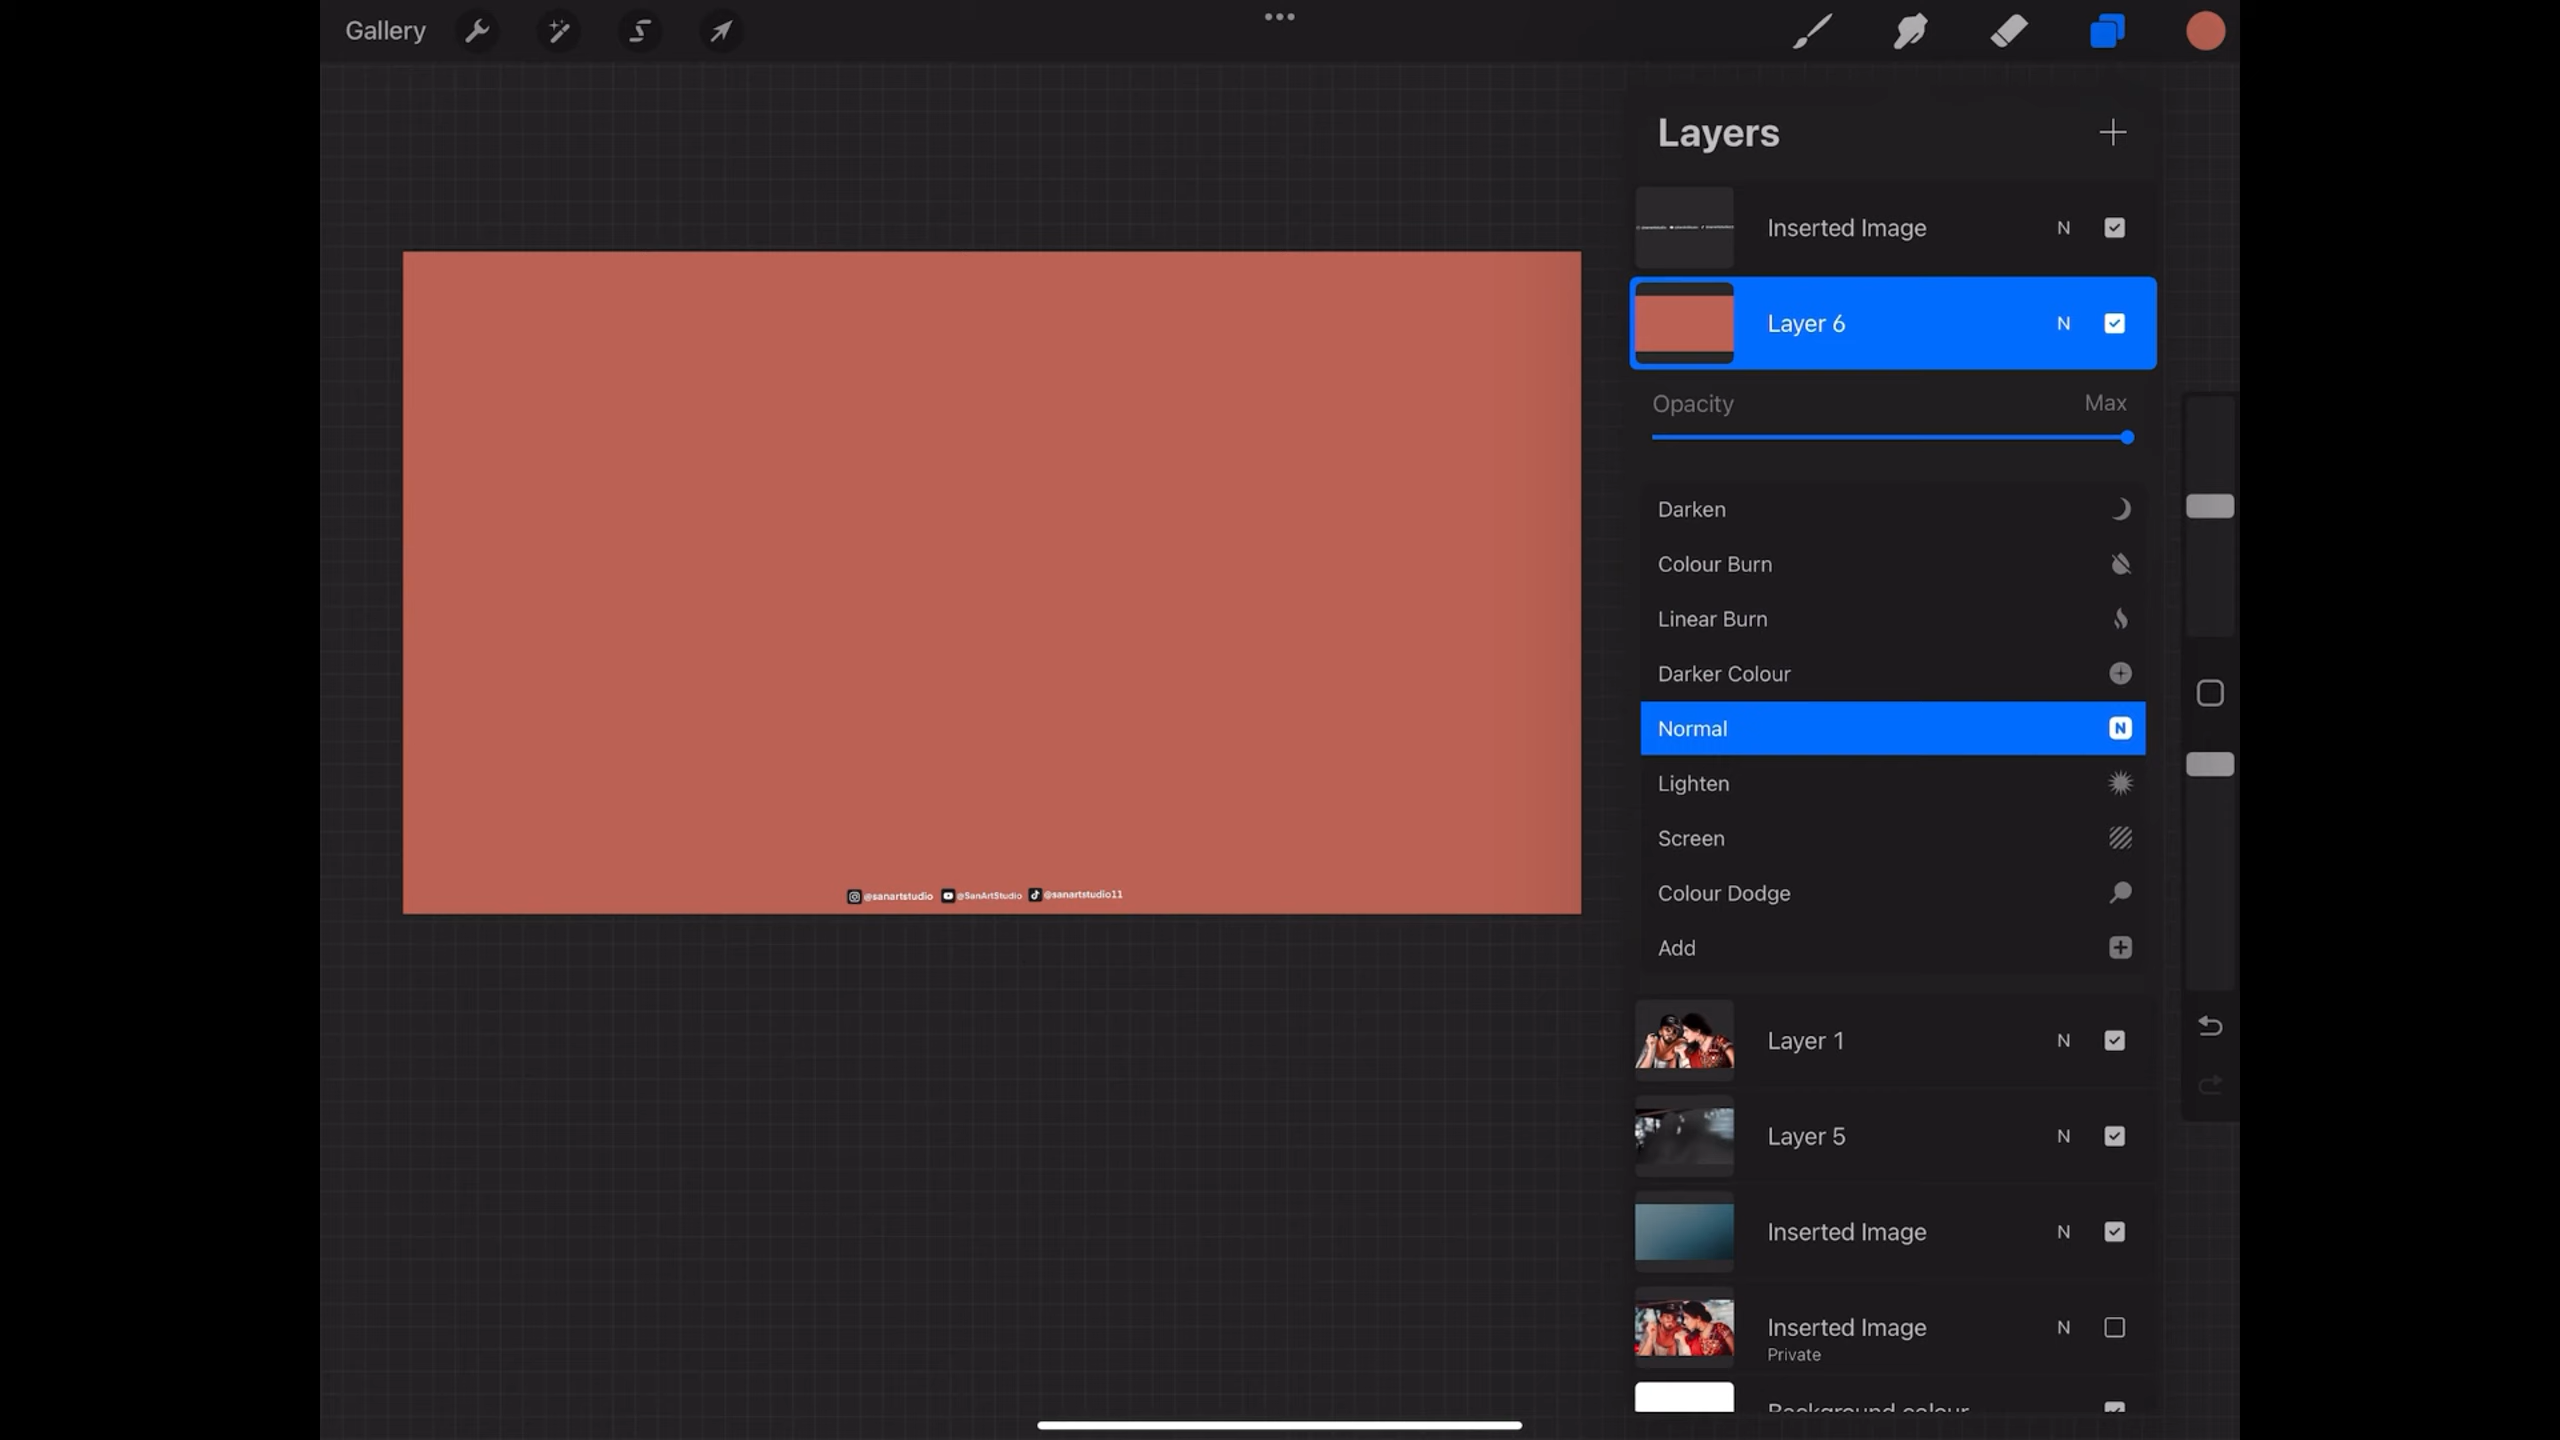 Gallery
Layers
Inserted Image N
Layer 6 N
Opacity Max
Darken
Colour Burn
Linear Burn
Darker Colour
Normal N
Lighten
Screen
Colour Dodge
Add
@sanartstudio @SanArtStudio @sanartstudio11
Layer 1 N
Layer 5 N
Inserted Image N
Inserted Image N
Private
Background colour